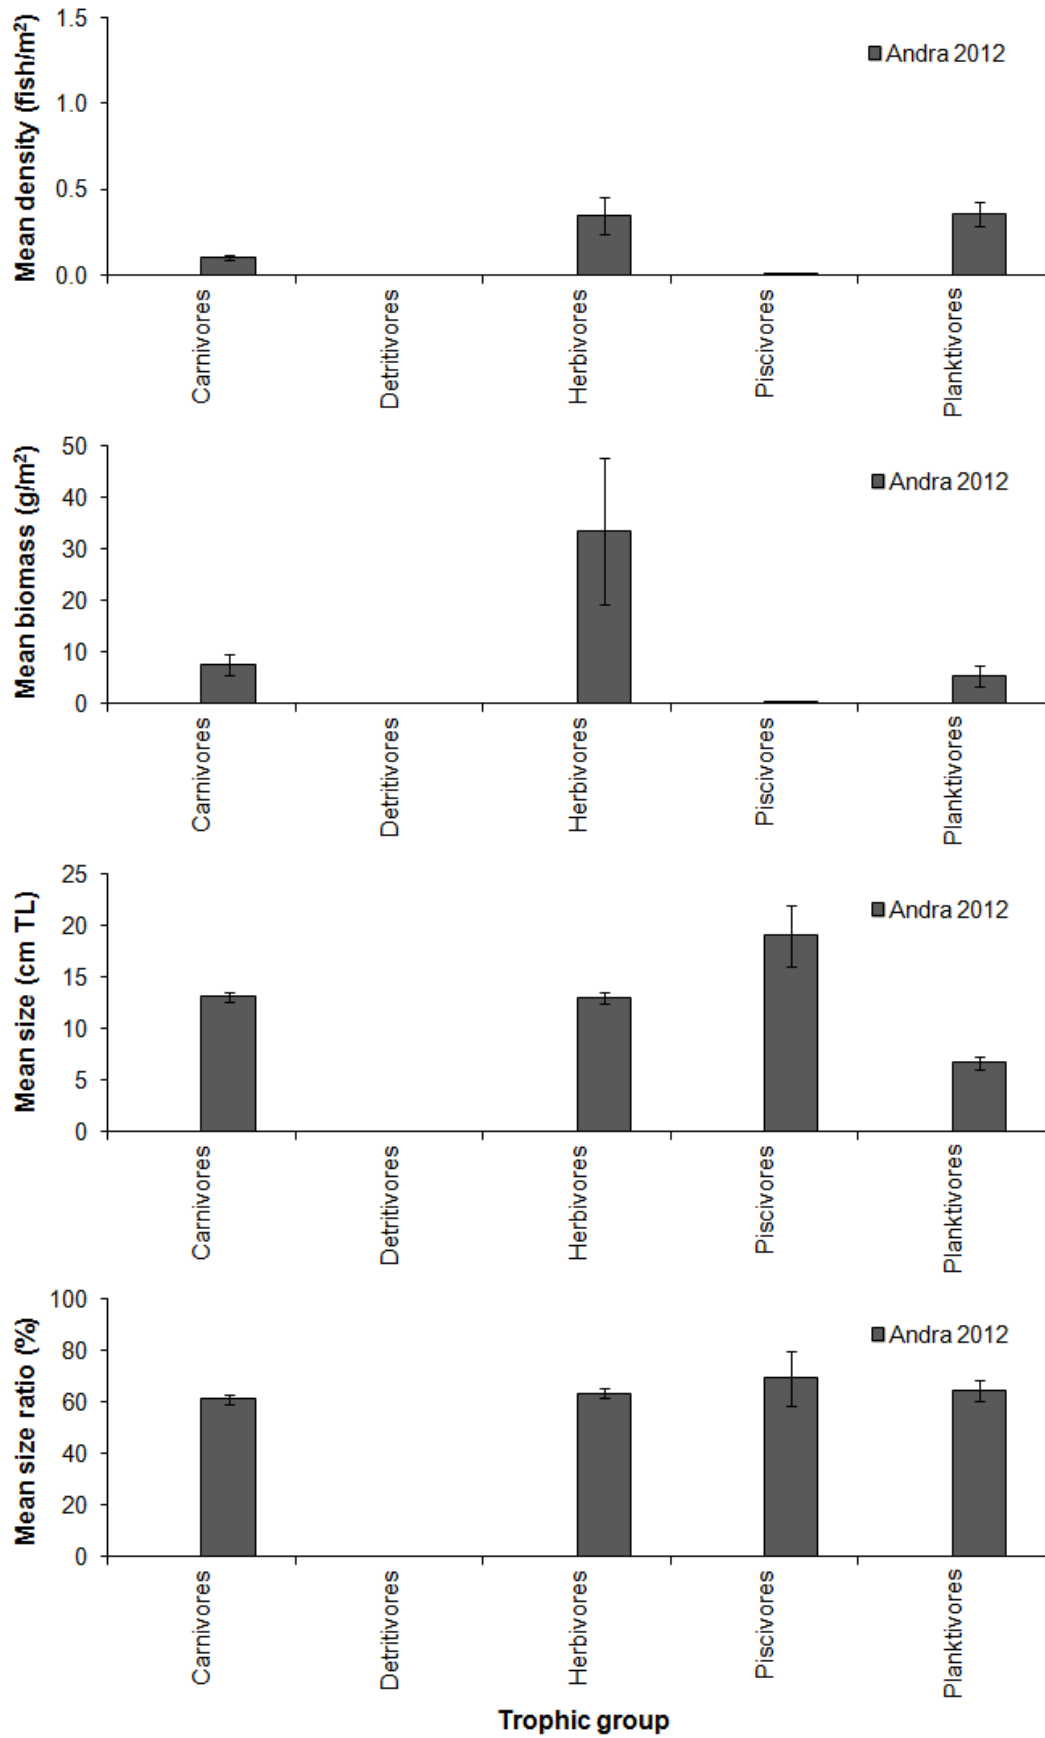 Mean density (fish/m²)
1.5
1.0
0.5
0.0
Andra 2012
Carnivores
Detritivores
Herbivores
Piscivores
Planktivores
Mean biomass (g/m²)
50
40
30
20
10
0
Andra 2012
Carnivores
Detritivores
Herbivores
Piscivores
Planktivores
Mean size (cm TL)
25
20
15
10
5
0
Andra 2012
Carnivores
Detritivores
Herbivores
Piscivores
Planktivores
Mean size ratio (%)
100
80
60
40
20
0
Andra 2012
Carnivores
Detritivores
Herbivores
Piscivores
Planktivores
Trophic group